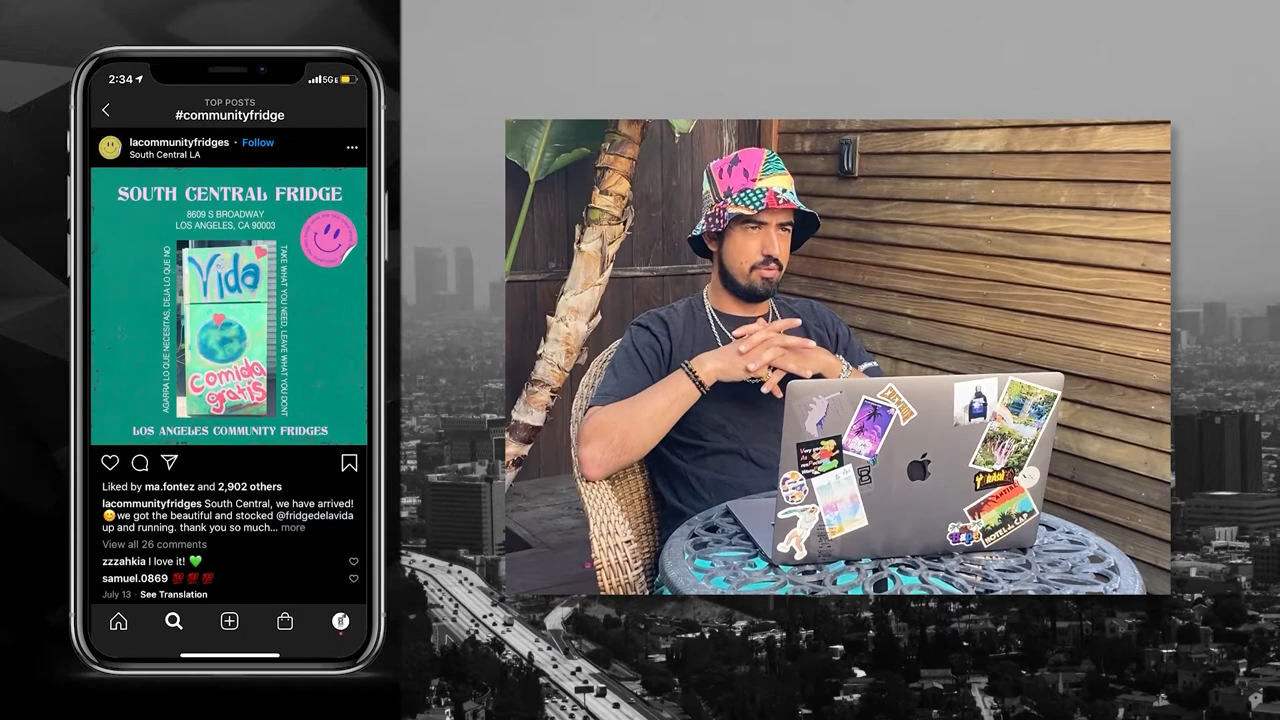 2:34
5GE
TOP POSTS
#communityfridge
lacommunityfridges · Follow
South Central LA
SOUTH CENTRAL FRIDGE
8609 S BROADWAY
LOS ANGELES, CA 90003
AGARRA LO QUE NECESITAS, DEJA LO QUE NO
Vida
comida
gratis
TAKE WHAT YOU NEED, LEAVE WHAT YOU DONT
LOS ANGELES COMMUNITY FRIDGES
Liked by ma.fontez and 2,902 others
lacommunityfridges South Central, we have arrived!
😊we got the beautiful and stocked @fridgedelavida
up and running. thank you so much... more
View all 26 comments
zzzahkia I love it! 💚
samuel.0869 💯 💯 💯
July 13 · See Translation
HOTEL du CAP